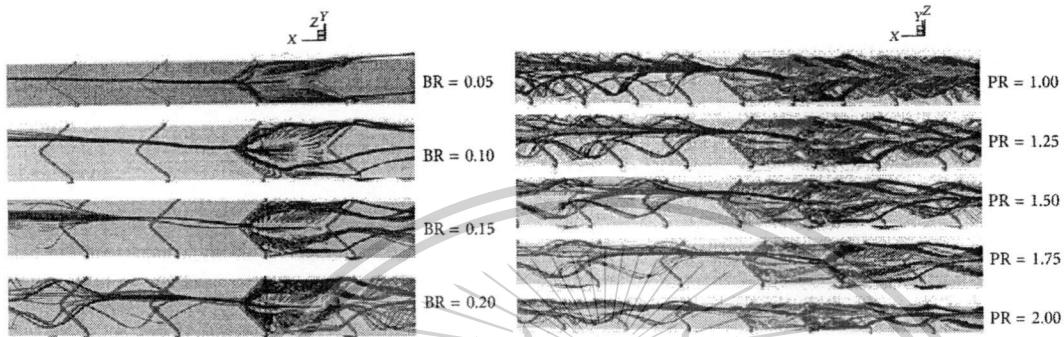 Z Y
X
BR = 0.05
BR = 0.10
BR = 0.15
BR = 0.20
Y Z
X
PR = 1.00
PR = 1.25
PR = 1.50
PR = 1.75
PR = 2.00